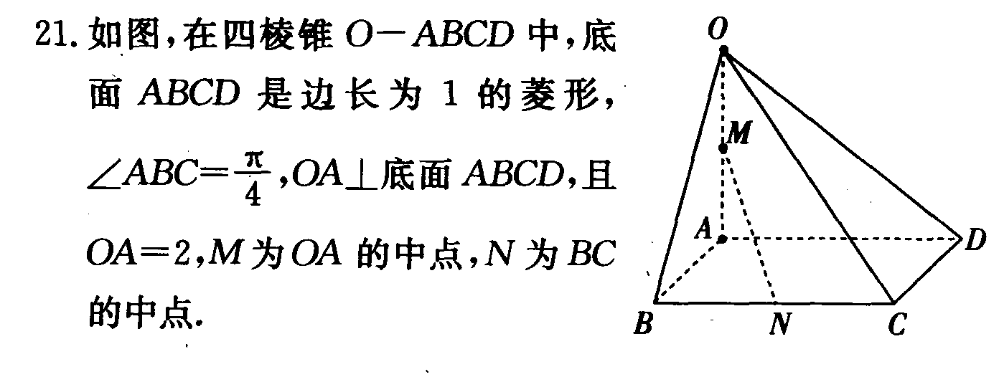 21. 如图,在四棱锥 O－ABCD 中,底
面 ABCD 是边长为 1 的菱形,
∠ABC=π/4,OA⊥底面 ABCD,且
OA=2,M 为 OA 的中点,N 为 BC
的中点.
O
M
A
D
B
N
C